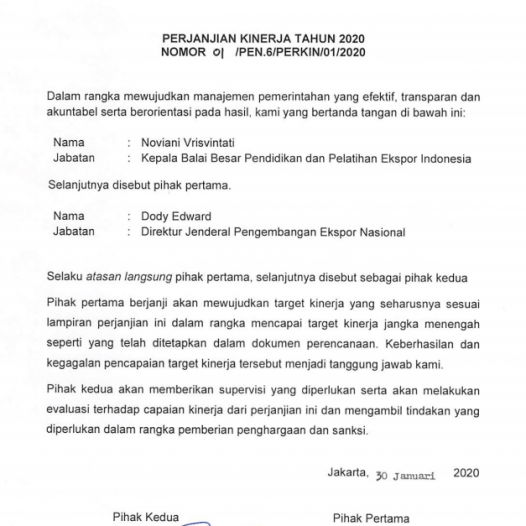 PERJANJIAN KINERJA TAHUN 2020
NOMOR 01 /PEN.6/PERKIN/01/2020
Dalam rangka mewujudkan manajemen pemerintahan yang efektif, transparan dan
akuntabel serta berorientasi pada hasil, kami yang bertanda tangan di bawah ini:
Nama : Noviani Vrisvintati
Jabatan : Kepala Balai Besar Pendidikan dan Pelatihan Ekspor Indonesia
Selanjutnya disebut pihak pertama.
Nama : Dody Edward
Jabatan : Direktur Jenderal Pengembangan Ekspor Nasional
Selaku atasan langsung pihak pertama, selanjutnya disebut sebagai pihak kedua
Pihak pertama berjanji akan mewujudkan target kinerja yang seharusnya sesuai
lampiran perjanjian ini dalam rangka mencapai target kinerja jangka menengah
seperti yang telah ditetapkan dalam dokumen perencanaan. Keberhasilan dan
kegagalan pencapaian target kinerja tersebut menjadi tanggung jawab kami.
Pihak kedua akan memberikan supervisi yang diperlukan serta akan melakukan
evaluasi terhadap capaian kinerja dari perjanjian ini dan mengambil tindakan yang
diperlukan dalam rangka pemberian penghargaan dan sanksi.
Jakarta, 30 Januari 2020
Pihak Kedua Pihak Pertama